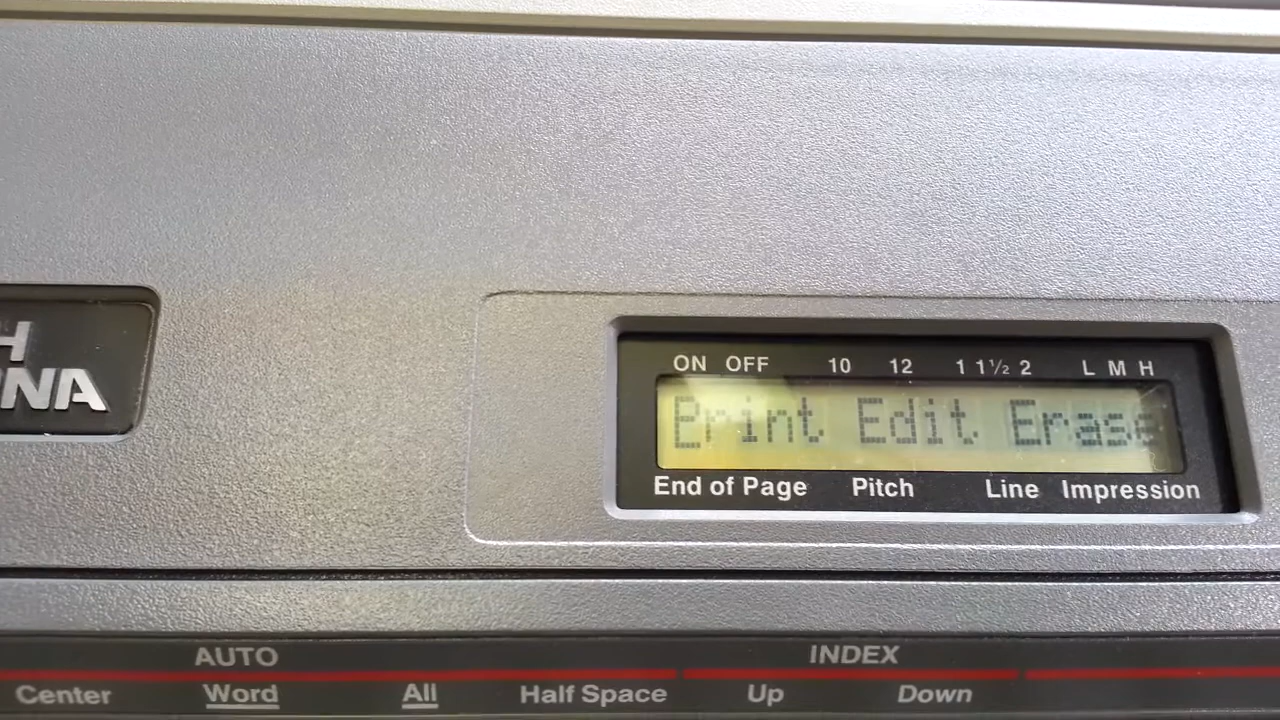 H
RNA
ON OFF 10 12 1 1½ 2 L M H
Print Edit Erase
End of Page Pitch Line Impression
AUTO INDEX
Center Word All Half Space Up Down